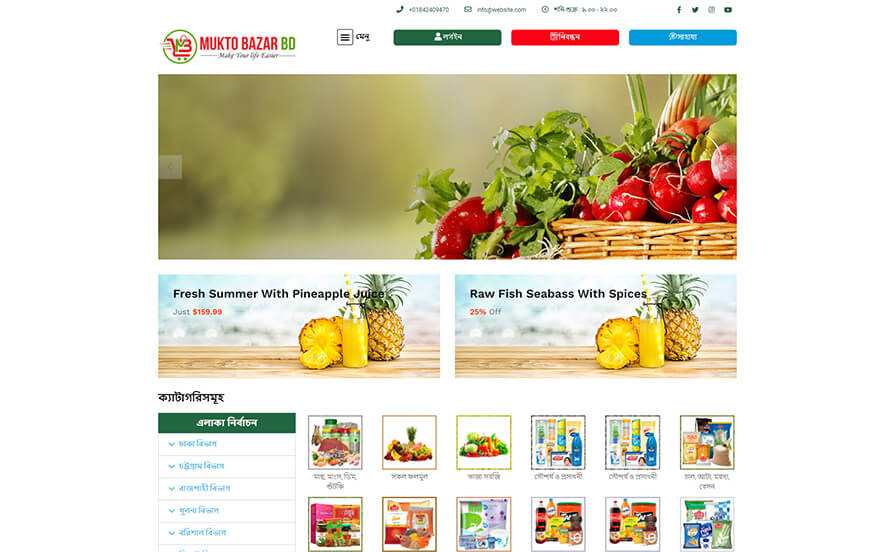 +01842409470 info@website.com শনি-শুক্র : ৯.০০ - ২২.০০
MUKTO BAZAR BD
Make Your life Easier
মেনু লগইন নিবন্ধন সাহায্য
Fresh Summer With Pineapple Juice
Just $159.99
Raw Fish Seabass With Spices
25% Off
ক্যাটাগরিসমূহ
এলাকা নির্বাচন
ঢাকা বিভাগ
চট্টগ্রাম বিভাগ
রাজশাহী বিভাগ
খুলনা বিভাগ
বরিশাল বিভাগ
মাছ, মাংস, ডিম, শুঁটকি
সকল ফলমূল
তাজা সবজি
সৌন্দর্য ও প্রসাধনী
সৌন্দর্য ও প্রসাধনী
চাল, আটা, ময়দা, বেসন